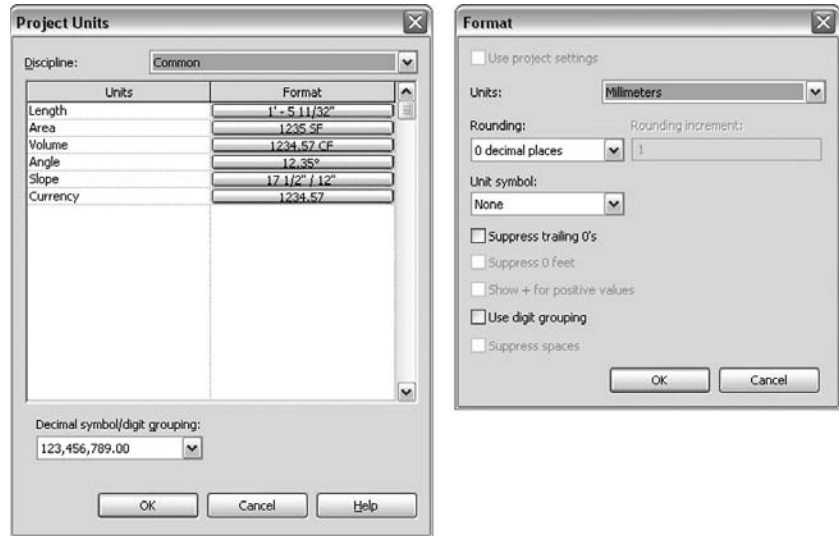 Project Units
Discipline: Common
Units Format
Length 1' - 5 11/32"
Area 1235 SF
Volume 1234.57 CF
Angle 12.35°
Slope 17 1/2" / 12"
Currency 1234.57
Decimal symbol/digit grouping:
123,456,789.00
OK Cancel Help
Format
Use project settings
Units: Millimeters
Rounding: Rounding increment:
0 decimal places 1
Unit symbol:
None
Suppress trailing 0's
Suppress 0 feet
Show + for positive values
Use digit grouping
Suppress spaces
OK Cancel